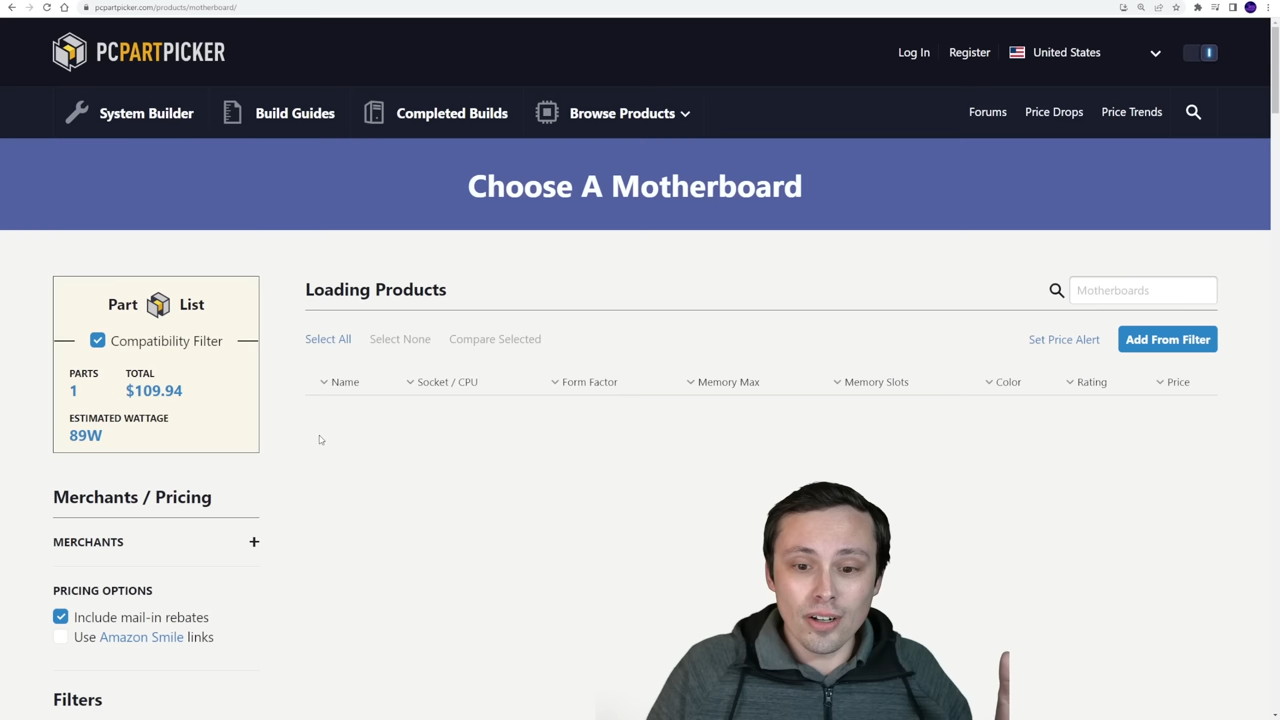 pcpartpicker.com/products/motherboard/
PCPARTPICKER
Log In
Register
United States
System Builder
Build Guides
Completed Builds
Browse Products
Forums
Price Drops
Price Trends
Choose A Motherboard
Part List
Compatibility Filter
PARTS
TOTAL
1
$109.94
ESTIMATED WATTAGE
89W
Merchants / Pricing
MERCHANTS
+
PRICING OPTIONS
Include mail-in rebates
Use Amazon Smile links
Filters
Loading Products
Motherboards
Select All
Select None
Compare Selected
Set Price Alert
Add From Filter
Name
Socket / CPU
Form Factor
Memory Max
Memory Slots
Color
Rating
Price